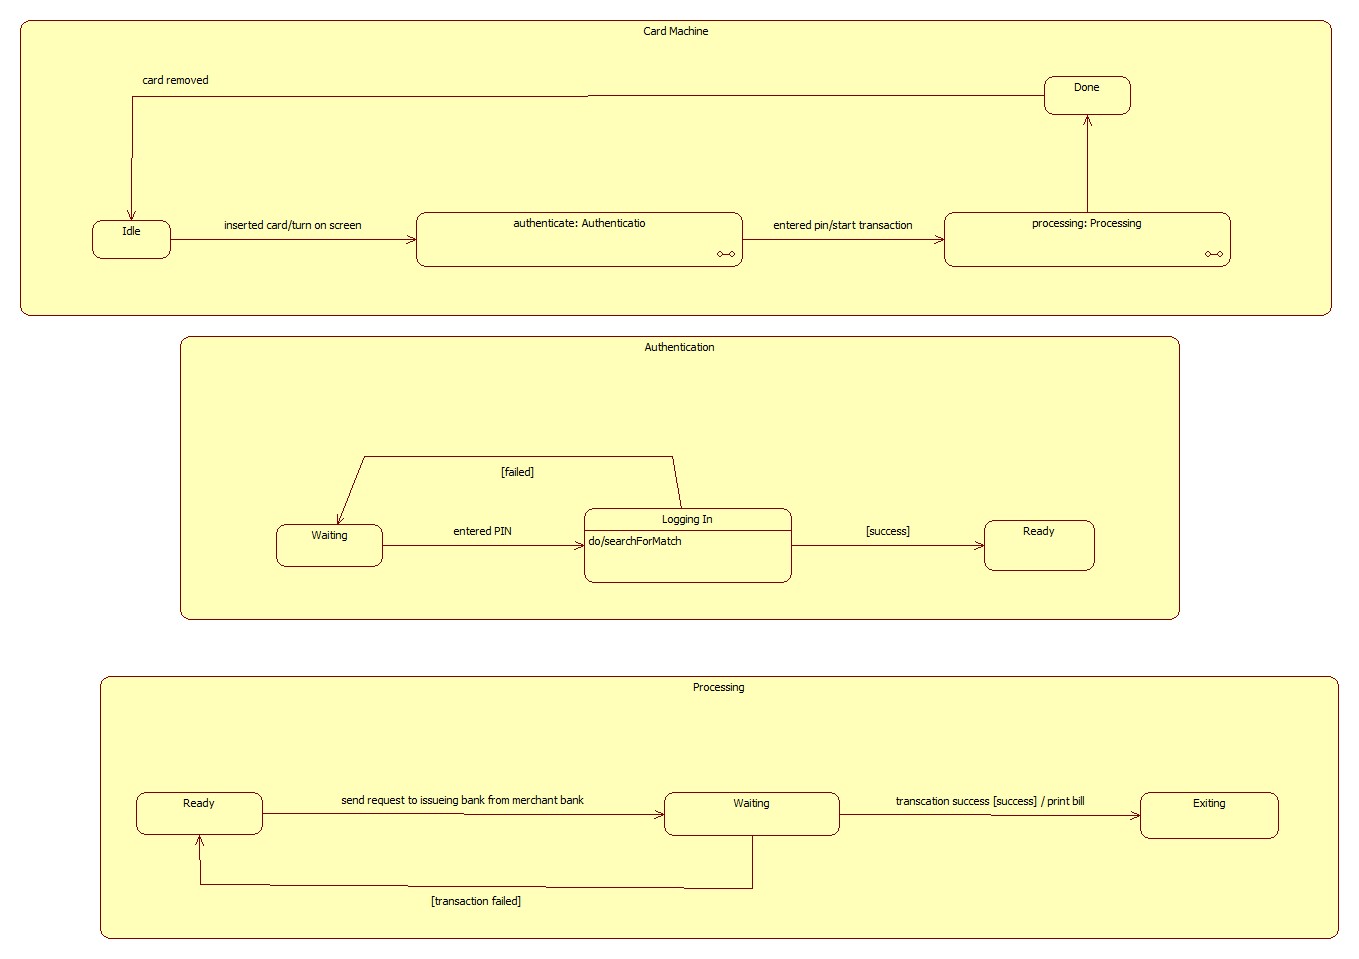 Card Machine
card removed
Done
Idle
inserted card/turn on screen
authenticate: Authenticatio
entered pin/start transaction
processing: Processing
Authentication
[failed]
Waiting
entered PIN
Logging In
do/searchForMatch
[success]
Ready
Processing
Ready
send request to issueing bank from merchant bank
Waiting
transcation success [success] / print bill
Exiting
[transaction failed]